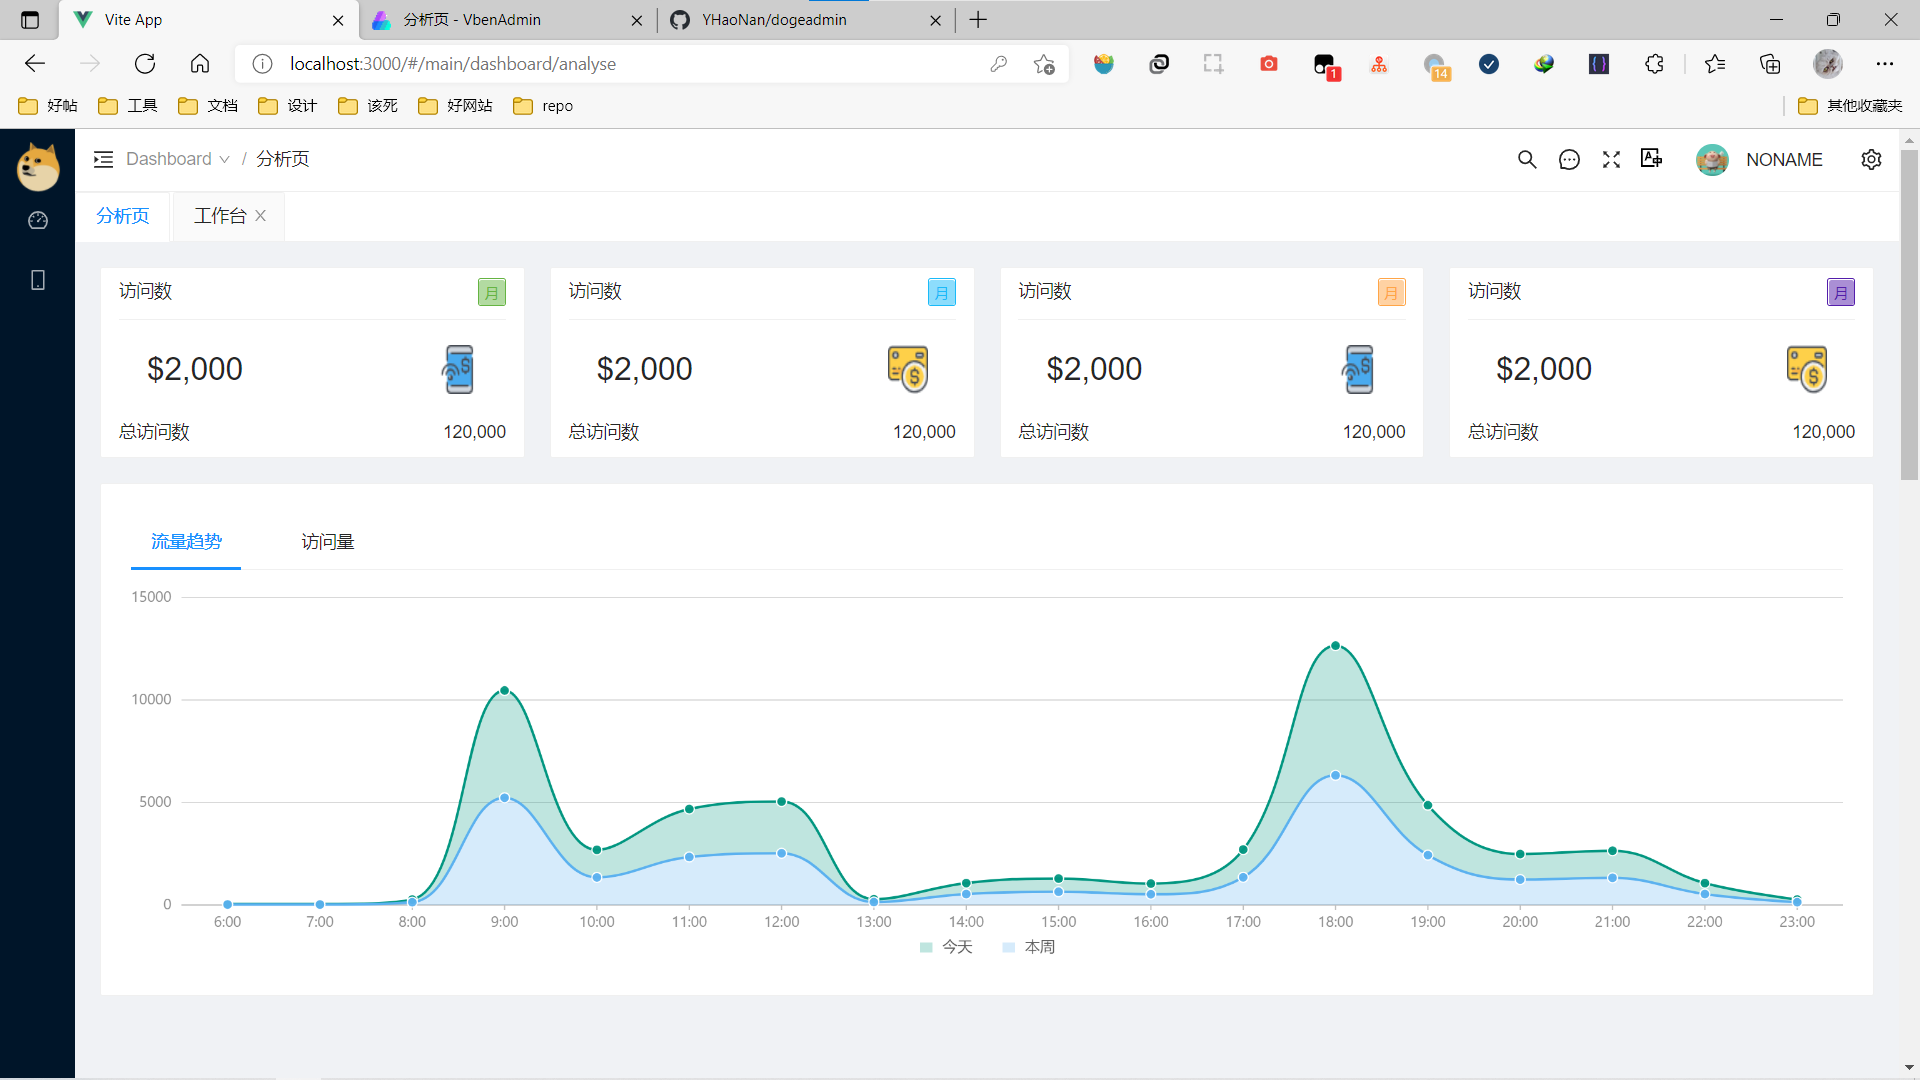 Vite App
分析页 - VbenAdmin
YHaoNan/dogeadmin
localhost:3000/#/main/dashboard/analyse
1
14
好帖
工具
文档
设计
该死
好网站
repo
其他收藏夹
Dashboard / 分析页
NONAME
分析页
工作台
访问数 月
$2,000
总访问数 120,000
访问数 月
$2,000
总访问数 120,000
访问数 月
$2,000
总访问数 120,000
访问数 月
$2,000
总访问数 120,000
流量趋势 访问量
15000
10000
5000
0
6:00 7:00 8:00 9:00 10:00 11:00 12:00 13:00 14:00 15:00 16:00 17:00 18:00 19:00 20:00 21:00 22:00 23:00
今天 本周